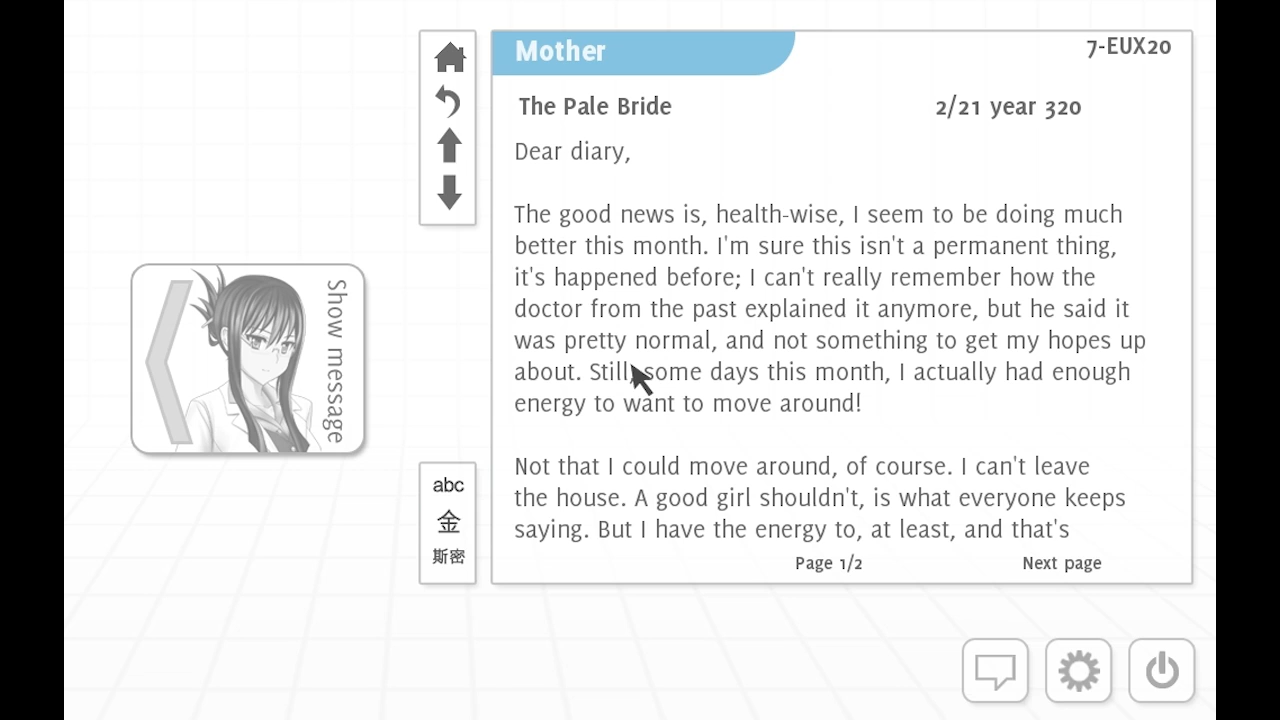 Mother
7-EUX20
The Pale Bride
2/21 year 320
Dear diary,
The good news is, health-wise, I seem to be doing much
better this month. I'm sure this isn't a permanent thing,
it's happened before; I can't really remember how the
doctor from the past explained it anymore, but he said it
was pretty normal, and not something to get my hopes up
about. Still, some days this month, I actually had enough
energy to want to move around!
Not that I could move around, of course. I can't leave
the house. A good girl shouldn't, is what everyone keeps
saying. But I have the energy to, at least, and that's
Page 1/2
Next page
Show message
abc
金
斯密